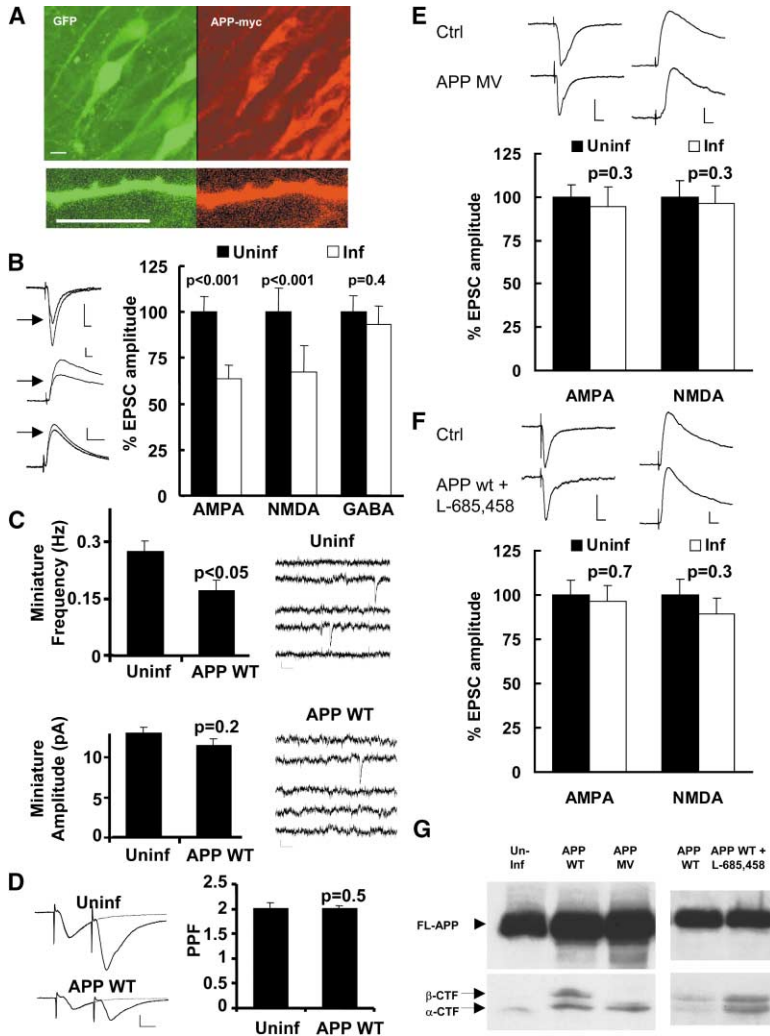 A
GFP
APP-myc
B
Uninf
Inf
% EPSC amplitude
125
100
75
50
25
0
p<0.001
p<0.001
p=0.4
AMPA
NMDA
GABA
C
Miniature
Frequency (Hz)
0.3
0.15
0
p<0.05
Uninf
APP WT
Uninf
Miniature
Amplitude (pA)
10
5
0
p=0.2
Uninf
APP WT
APP WT
D
Uninf
APP WT
PPF
2.5
2
1.5
1
0.5
0
p=0.5
Uninf
APP WT
E
Ctrl
APP MV
Uninf
Inf
% EPSC amplitude
125
100
75
50
25
0
p=0.3
p=0.3
AMPA
NMDA
F
Ctrl
APP wt +
L-685,458
Uninf
Inf
% EPSC amplitude
125
100
75
50
25
0
p=0.7
p=0.3
AMPA
NMDA
G
Un-
Inf
APP
WT
APP
MV
APP
WT
APP WT +
L-685,458
FL-APP
β-CTF
α-CTF